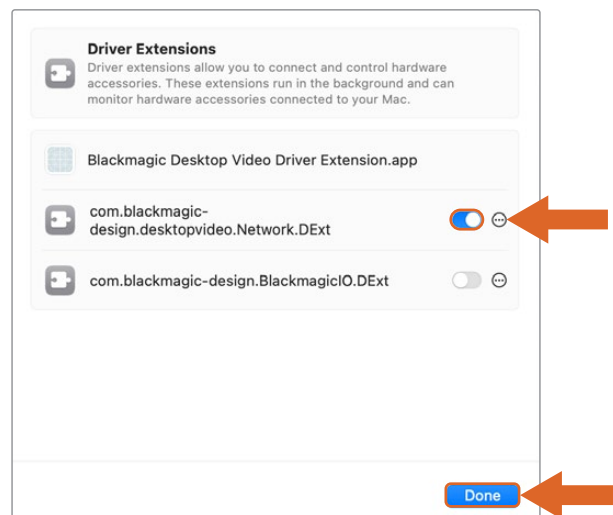 Driver Extensions
Driver extensions allow you to connect and control hardware
accessories. These extensions run in the background and can
monitor hardware accessories connected to your Mac.
Blackmagic Desktop Video Driver Extension.app
com.blackmagic-
design.desktopvideo.Network.DExt
com.blackmagic-design.BlackmagicIO.DExt
Done